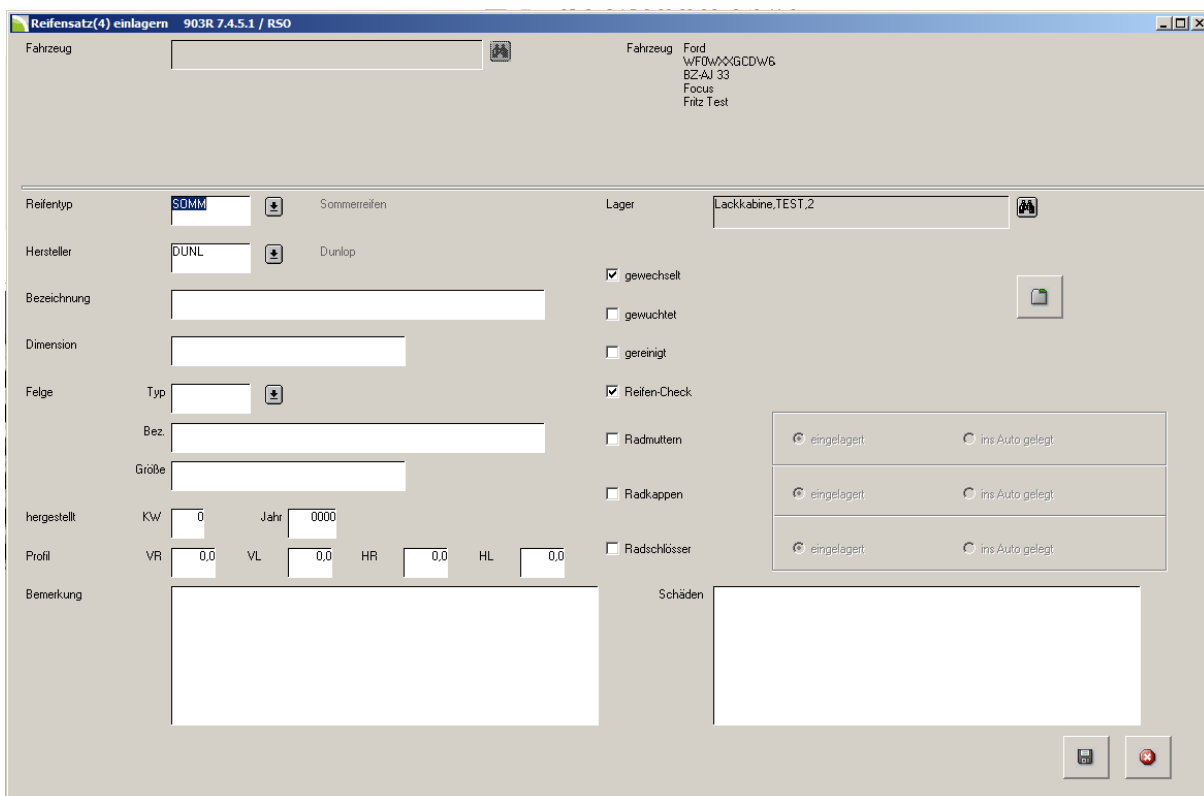 Reifensatz(4) einlagern 903R 7.4.5.1 / RSO
Fahrzeug
Fahrzeug Ford
WF0WXXGCDW6
BZ-AJ 33
Focus
Fritz Test
Reifentyp SOMM Sommerreifen Lager Lackkabine,TEST,2
Hersteller DUNL Dunlop
gewechselt
Bezeichnung
gewuchtet
Dimension
gereinigt
Felge Typ
Reifen-Check
Bez.
Radmuttern eingelagert ins Auto gelegt
Größe
Radkappen eingelagert ins Auto gelegt
hergestellt KW 0 Jahr 0000
Radschlösser eingelagert ins Auto gelegt
Profil VR 0,0 VL 0,0 HR 0,0 HL 0,0
Bemerkung Schäden